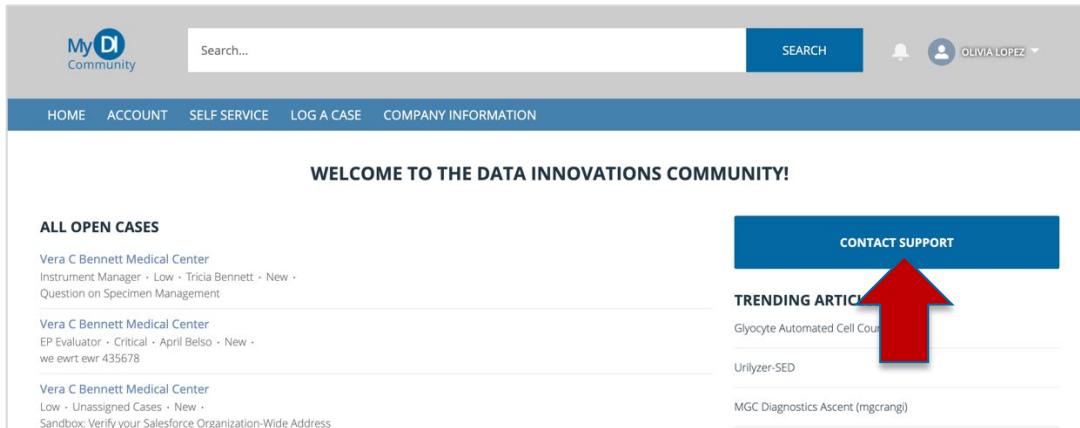 My DI
Community
Search...
SEARCH
OLIVIA LOPEZ
HOME ACCOUNT SELF SERVICE LOG A CASE COMPANY INFORMATION
WELCOME TO THE DATA INNOVATIONS COMMUNITY!
ALL OPEN CASES
Vera C Bennett Medical Center
Instrument Manager • Low • Tricia Bennett • New •
Question on Specimen Management
Vera C Bennett Medical Center
EP Evaluator • Critical • April Belso • New •
we ewrt ewr 435678
Vera C Bennett Medical Center
Low • Unassigned Cases • New •
Sandbox: Verify your Salesforce Organization-Wide Address
CONTACT SUPPORT
TRENDING
Glyocyte Automated Cell
Urilyzer-SED
MGC Diagnostics Ascent (mgcrangi)